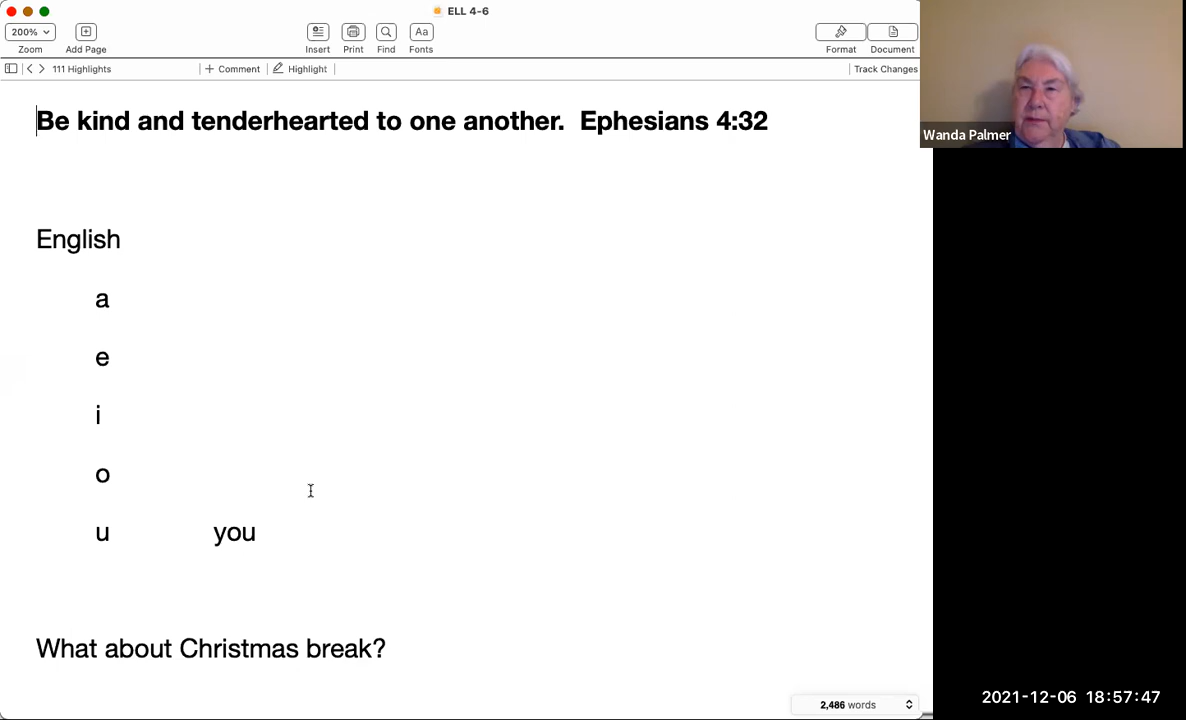 ELL 4-6
200%
Zoom
Add Page
Insert
Print
Find
Aa
Fonts
Format
Document
111 Highlights
+ Comment
Highlight
Track Changes
Be kind and tenderhearted to one another. Ephesians 4:32
Wanda Palmer
English
a
e
i
o
u you
What about Christmas break?
2,486 words
2021-12-06 18:57:47